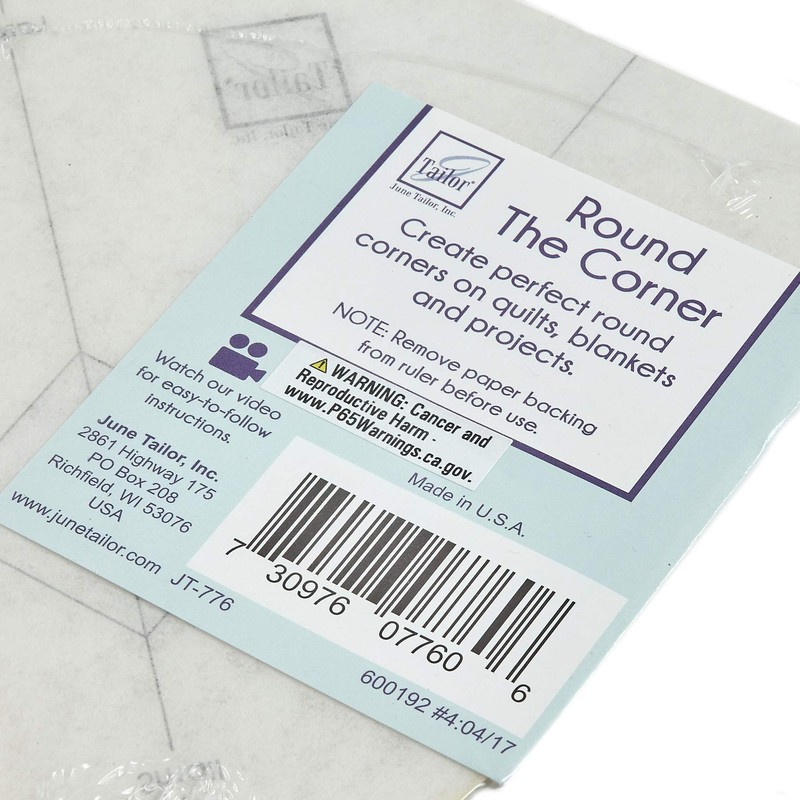 Tailor®
June Tailor, Inc.
Round
The Corner
Create perfect round
corners on quilts, blankets
and projects.
NOTE: Remove paper backing
from ruler before use.
Watch our video
for easy-to-follow
instructions.
WARNING: Cancer and
Reproductive Harm -
www.P65Warnings.ca.gov.
Made in U.S.A.
June Tailor, Inc.
2861 Highway 175
PO Box 208
Richfield, WI 53076
USA
www.junetailor.com JT-776
7 30976 07760 6
600192 #4:04/17
Tailor